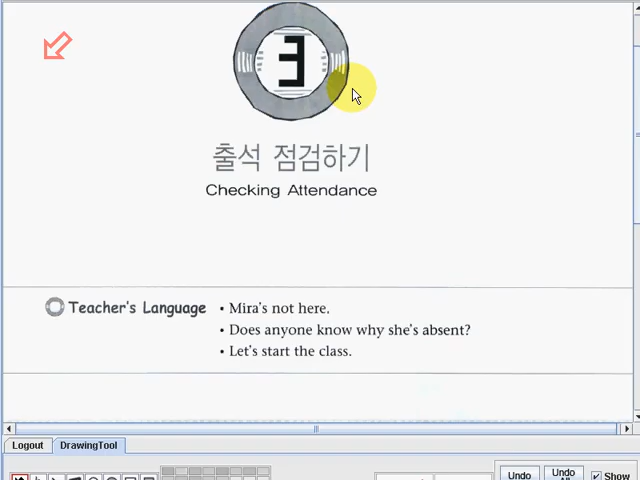 3
출석 점검하기
Checking Attendance
Teacher's Language
• Mira's not here.
• Does anyone know why she's absent?
• Let's start the class.
Logout
DrawingTool
Undo
Undo All
Show